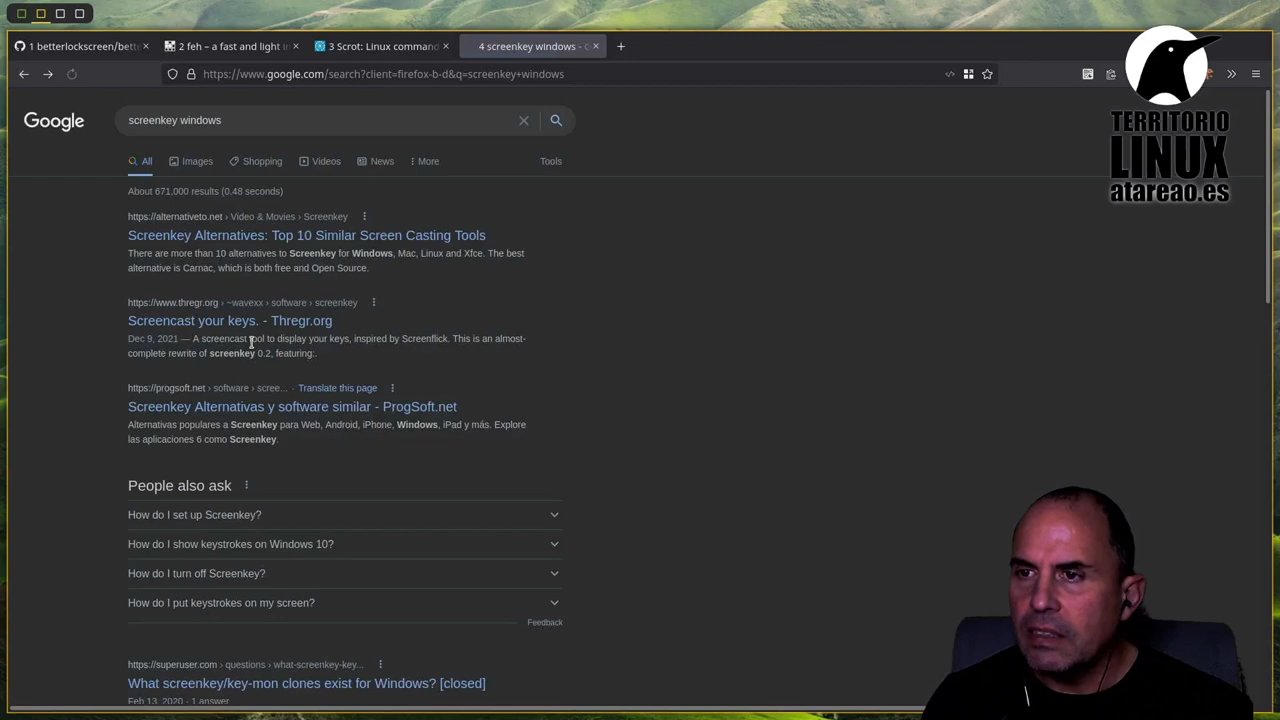 1 betterlockscreen/bette
2 feh – a fast and light in
3 Scrot: Linux command
4 screenkey windows - G
https://www.google.com/search?client=firefox-b-d&q=screenkey+windows
TERRITORIO
LINUX
atareao.es
Google
screenkey windows
All
Images
Shopping
Videos
News
More
Tools
About 671,000 results (0.48 seconds)
https://alternativeto.net › Video & Movies › Screenkey
Screenkey Alternatives: Top 10 Similar Screen Casting Tools
There are more than 10 alternatives to Screenkey for Windows, Mac, Linux and Xfce. The best
alternative is Carnac, which is both free and Open Source.
https://www.thregr.org › ~wavexx › software › screenkey
Screencast your keys. - Thregr.org
Dec 9, 2021 — A screencast tool to display your keys, inspired by Screenflick. This is an almost-
complete rewrite of screenkey 0.2, featuring:.
https://progsoft.net › software › scree... · Translate this page
Screenkey Alternativas y software similar - ProgSoft.net
Alternativas populares a Screenkey para Web, Android, iPhone, Windows, iPad y más. Explore
las aplicaciones 6 como Screenkey.
People also ask
How do I set up Screenkey?
How do I show keystrokes on Windows 10?
How do I turn off Screenkey?
How do I put keystrokes on my screen?
Feedback
https://superuser.com › questions › what-screenkey-key...
What screenkey/key-mon clones exist for Windows? [closed]
Feb 13, 2020 · 1 answer